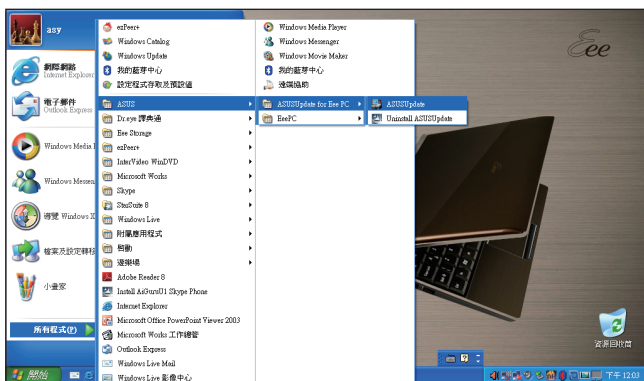 asy
網際網路
Internet Explorer
電子郵件
Outlook Express
Windows Media
Windows Messen
導覽 Windows X
檔案及設定轉移
小畫家
所有程式(P)
開始
ezPeer+
Windows Catalog
Windows Update
我的藍芽中心
設定程式存取及預設值
ASUS
Dr.eye 譯典通
Eee Storage
ezPeer+
InterVideo WinDVD
Microsoft Works
Skype
StarSuite 8
Windows Live
附屬應用程式
啟動
遊樂場
Adobe Reader 8
Install AiGuruU1 Skype Phone
Internet Explorer
Microsoft Office PowerPoint Viewer 2003
Microsoft Works 工作總管
Outlook Express
Windows Live Mail
Windows Live 影像中心
Windows Media Player
Windows Messenger
Windows Movie Maker
我的藍芽中心
遠端協助
ASUSUpdate for Eee PC
EeePC
ASUSUpdate
Uninstall ASUSUpdate
Eee
資源回收筒
下午 12:03